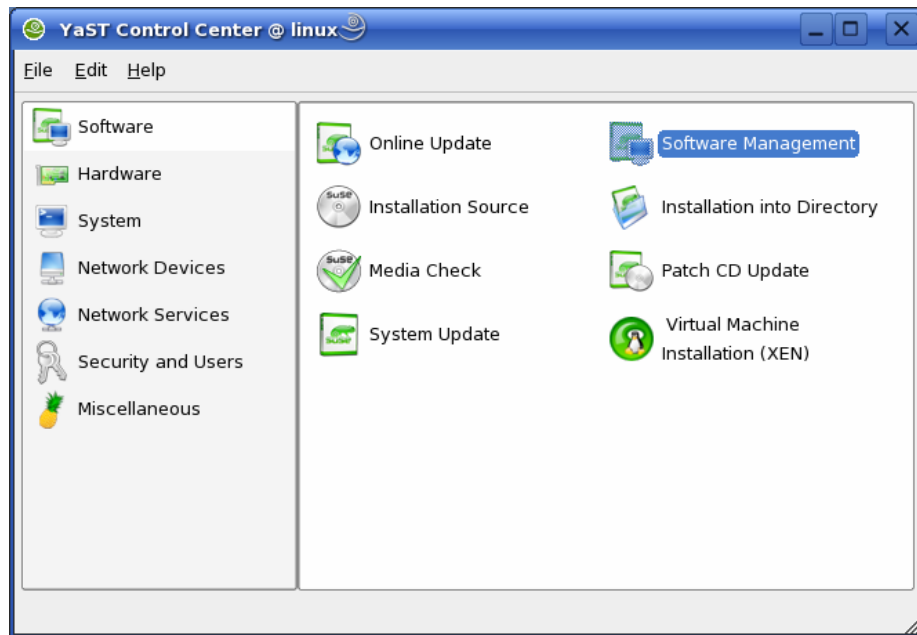 YaST Control Center @ linux
File Edit Help
Software
Hardware
System
Network Devices
Network Services
Security and Users
Miscellaneous
Online Update
Software Management
Installation Source
Installation into Directory
Media Check
Patch CD Update
System Update
Virtual Machine
Installation (XEN)